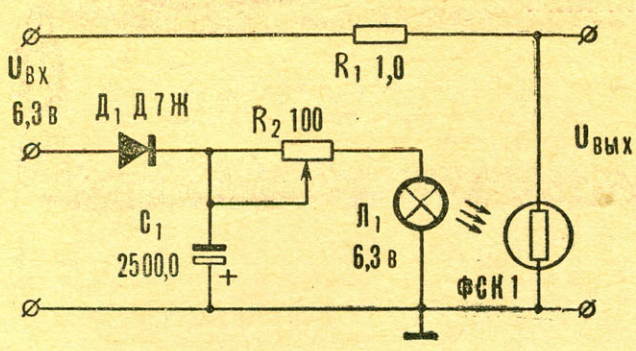 Uвх
6,3 в
R1 1,0
Д1 Д7Ж
R2 100
Uвых
C1
2500,0
+
Л1
6,3 в
ФСК1